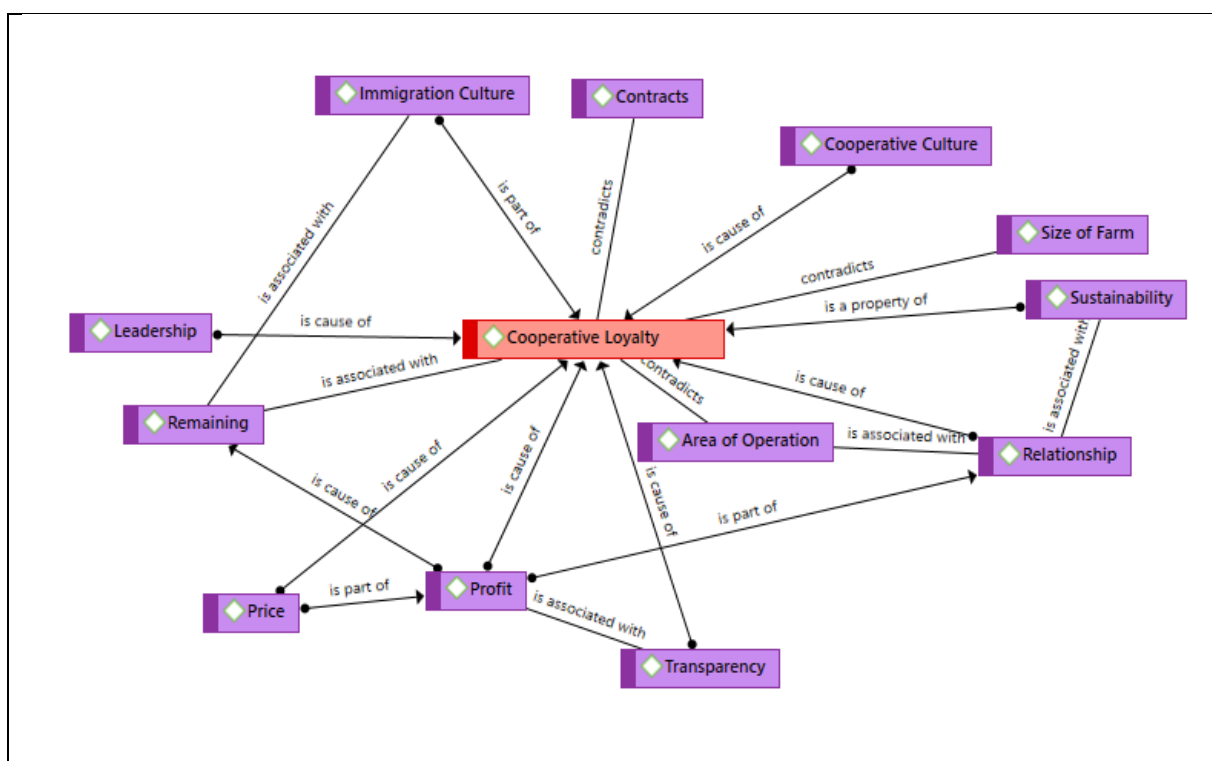 Immigration Culture
Contracts
Cooperative Culture
is part of
contradicts
is cause of
Size of Farm
is associated with
contradicts
Sustainability
is a property of
Leadership
is cause of
Cooperative Loyalty
is associated with
contradicts
is cause of
is associated with
Remaining
Area of Operation
is associated with
Relationship
is cause of
is cause of
is cause of
is cause of
is part of
Price
is part of
Profit
is associated with
Transparency